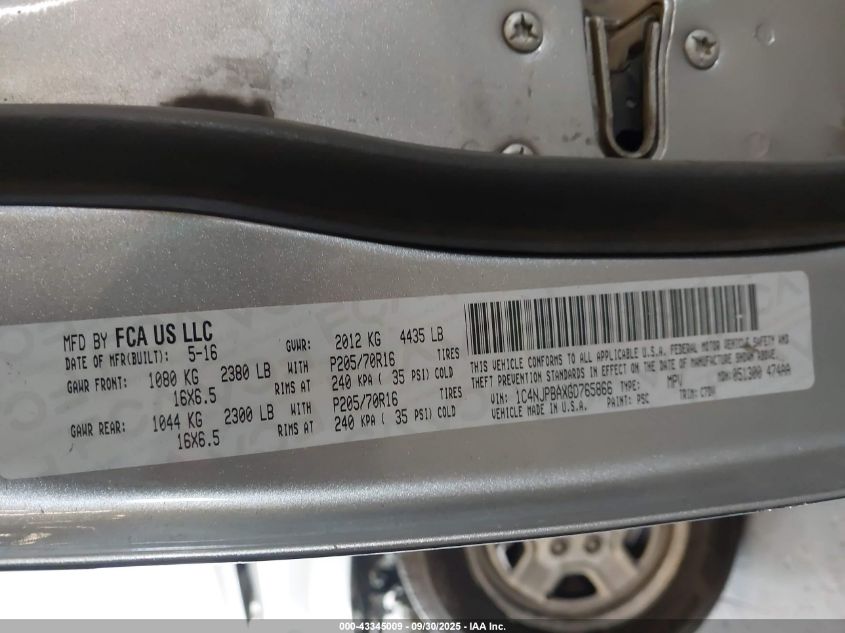 MFD BY FCA US LLC
DATE OF MFR(BUILT): 5-16 GVWR: 2012 KG 4435 LB
GAWR FRONT: 1080 KG 2380 LB WITH P205/70R16 TIRES
16X6.5 RIMS AT 240 KPA ( 35 PSI) COLD
GAWR REAR: 1044 KG 2300 LB WITH P205/70R16 TIRES
16X6.5 RIMS AT 240 KPA ( 35 PSI) COLD
THIS VEHICLE CONFORMS TO ALL APPLICABLE U.S.A. FEDERAL MOTOR VEHICLE SAFETY AND
THEFT PREVENTION STANDARDS IN EFFECT ON THE DATE OF MANUFACTURE SHOWN ABOVE.
VIN: 1C4NJPBAXGD765866 TYPE: MPV MDH: 051300 474AA
VEHICLE MADE IN U.S.A. PAINT: PSC TRIM:
000-43345009 - 09/30/2025 - IAA Inc.